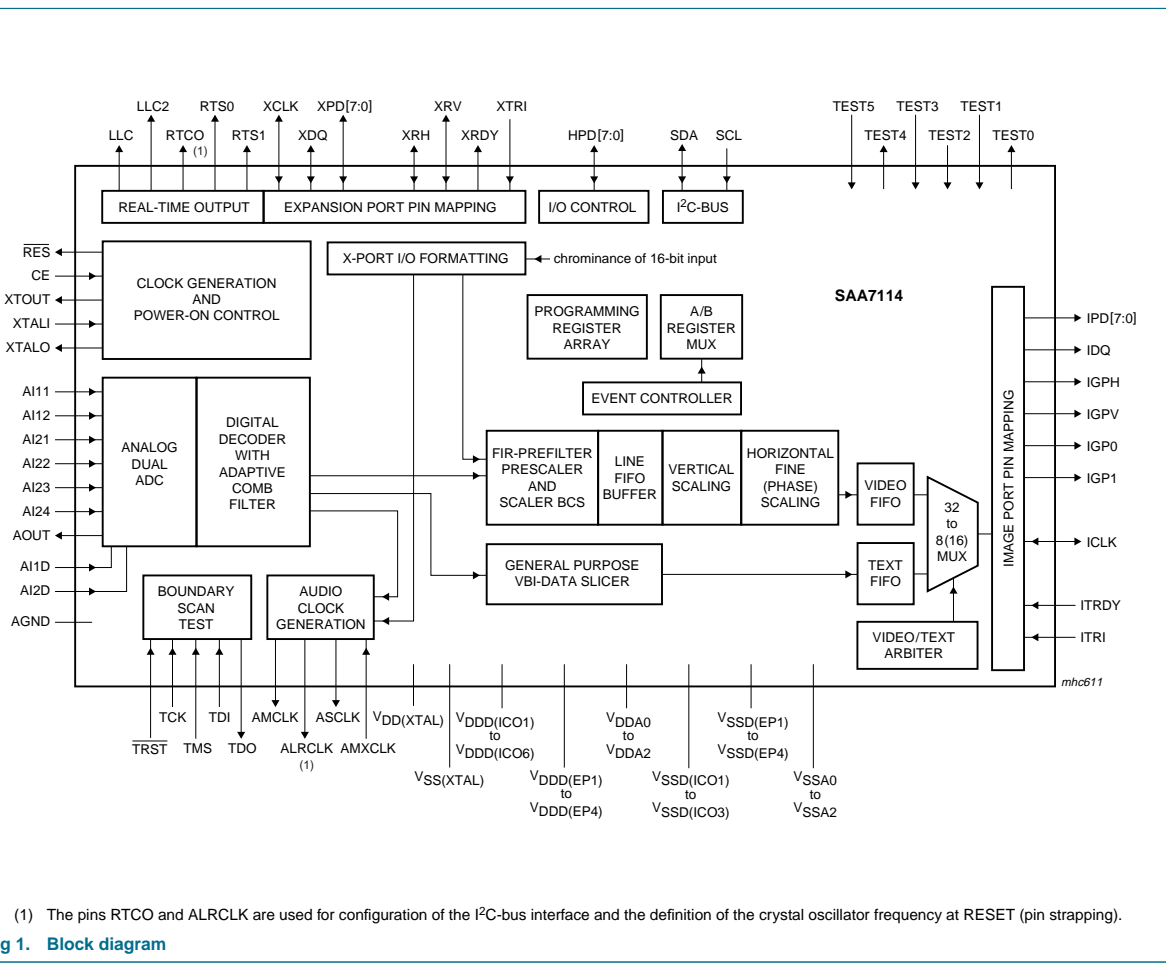 LLC2 RTS0 XCLK XPD[7:0] XRV XTRI TEST5 TEST3 TEST1
LLC RTCO RTS1 XDQ XRH XRDY HPD[7:0] SDA SCL TEST4 TEST2 TEST0
(1)
REAL-TIME OUTPUT EXPANSION PORT PIN MAPPING I/O CONTROL I2C-BUS
RES
CE
XTOUT
XTALI
XTALO
CLOCK GENERATION
AND
POWER-ON CONTROL
X-PORT I/O FORMATTING
chrominance of 16-bit input
SAA7114
PROGRAMMING
REGISTER
ARRAY
A/B
REGISTER
MUX
EVENT CONTROLLER
AI11
AI12
AI21
AI22
AI23
AI24
AOUT
AI1D
AI2D
AGND
ANALOG
DUAL
ADC
DIGITAL
DECODER
WITH
ADAPTIVE
COMB
FILTER
FIR-PREFILTER
PRESCALER
AND
SCALER BCS
LINE
FIFO
BUFFER
VERTICAL
SCALING
HORIZONTAL
FINE
(PHASE)
SCALING
VIDEO
FIFO
32
to
8(16)
MUX
IMAGE PORT PIN MAPPING
IPD[7:0]
IDQ
IGPH
IGPV
IGP0
IGP1
ICLK
ITRDY
ITRI
GENERAL PURPOSE
VBI-DATA SLICER
TEXT
FIFO
VIDEO/TEXT
ARBITER
BOUNDARY
SCAN
TEST
AUDIO
CLOCK
GENERATION
mhc611
TCK TDI AMCLK ASCLK
TRST TMS TDO ALRCLK AMXCLK
(1)
VDD(XTAL)
VSS(XTAL)
VDDD(ICO1)
to
VDDD(ICO6)
VDDD(EP1)
to
VDDD(EP4)
VDDA0
to
VDDA2
VSSD(ICO1)
to
VSSD(ICO3)
VSSD(EP1)
to
VSSD(EP4)
VSSA0
to
VSSA2
(1) The pins RTCO and ALRCLK are used for configuration of the I2C-bus interface and the definition of the crystal oscillator frequency at RESET (pin strapping).
g 1. Block diagram